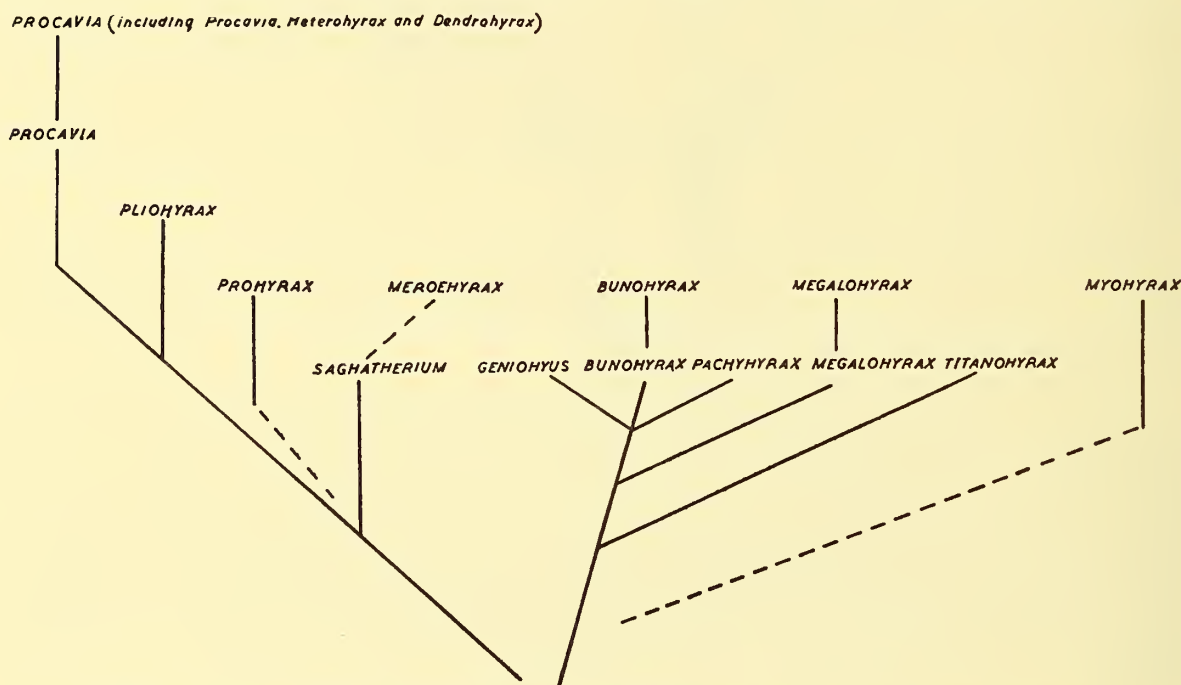 PROCAVIA (including Procavia, Heterohyrax and Dendrohyrax)
PROCAVIA
PLIOHYRAX
PROHYRAX MEROEHYRAX BUNOHYRAX MEGALOHYRAX MYOHYRAX
SAGHATHERIUM GENIOHYUS BUNOHYRAX PACHYHYRAX MEGALOHYRAX TITANOHYRAX